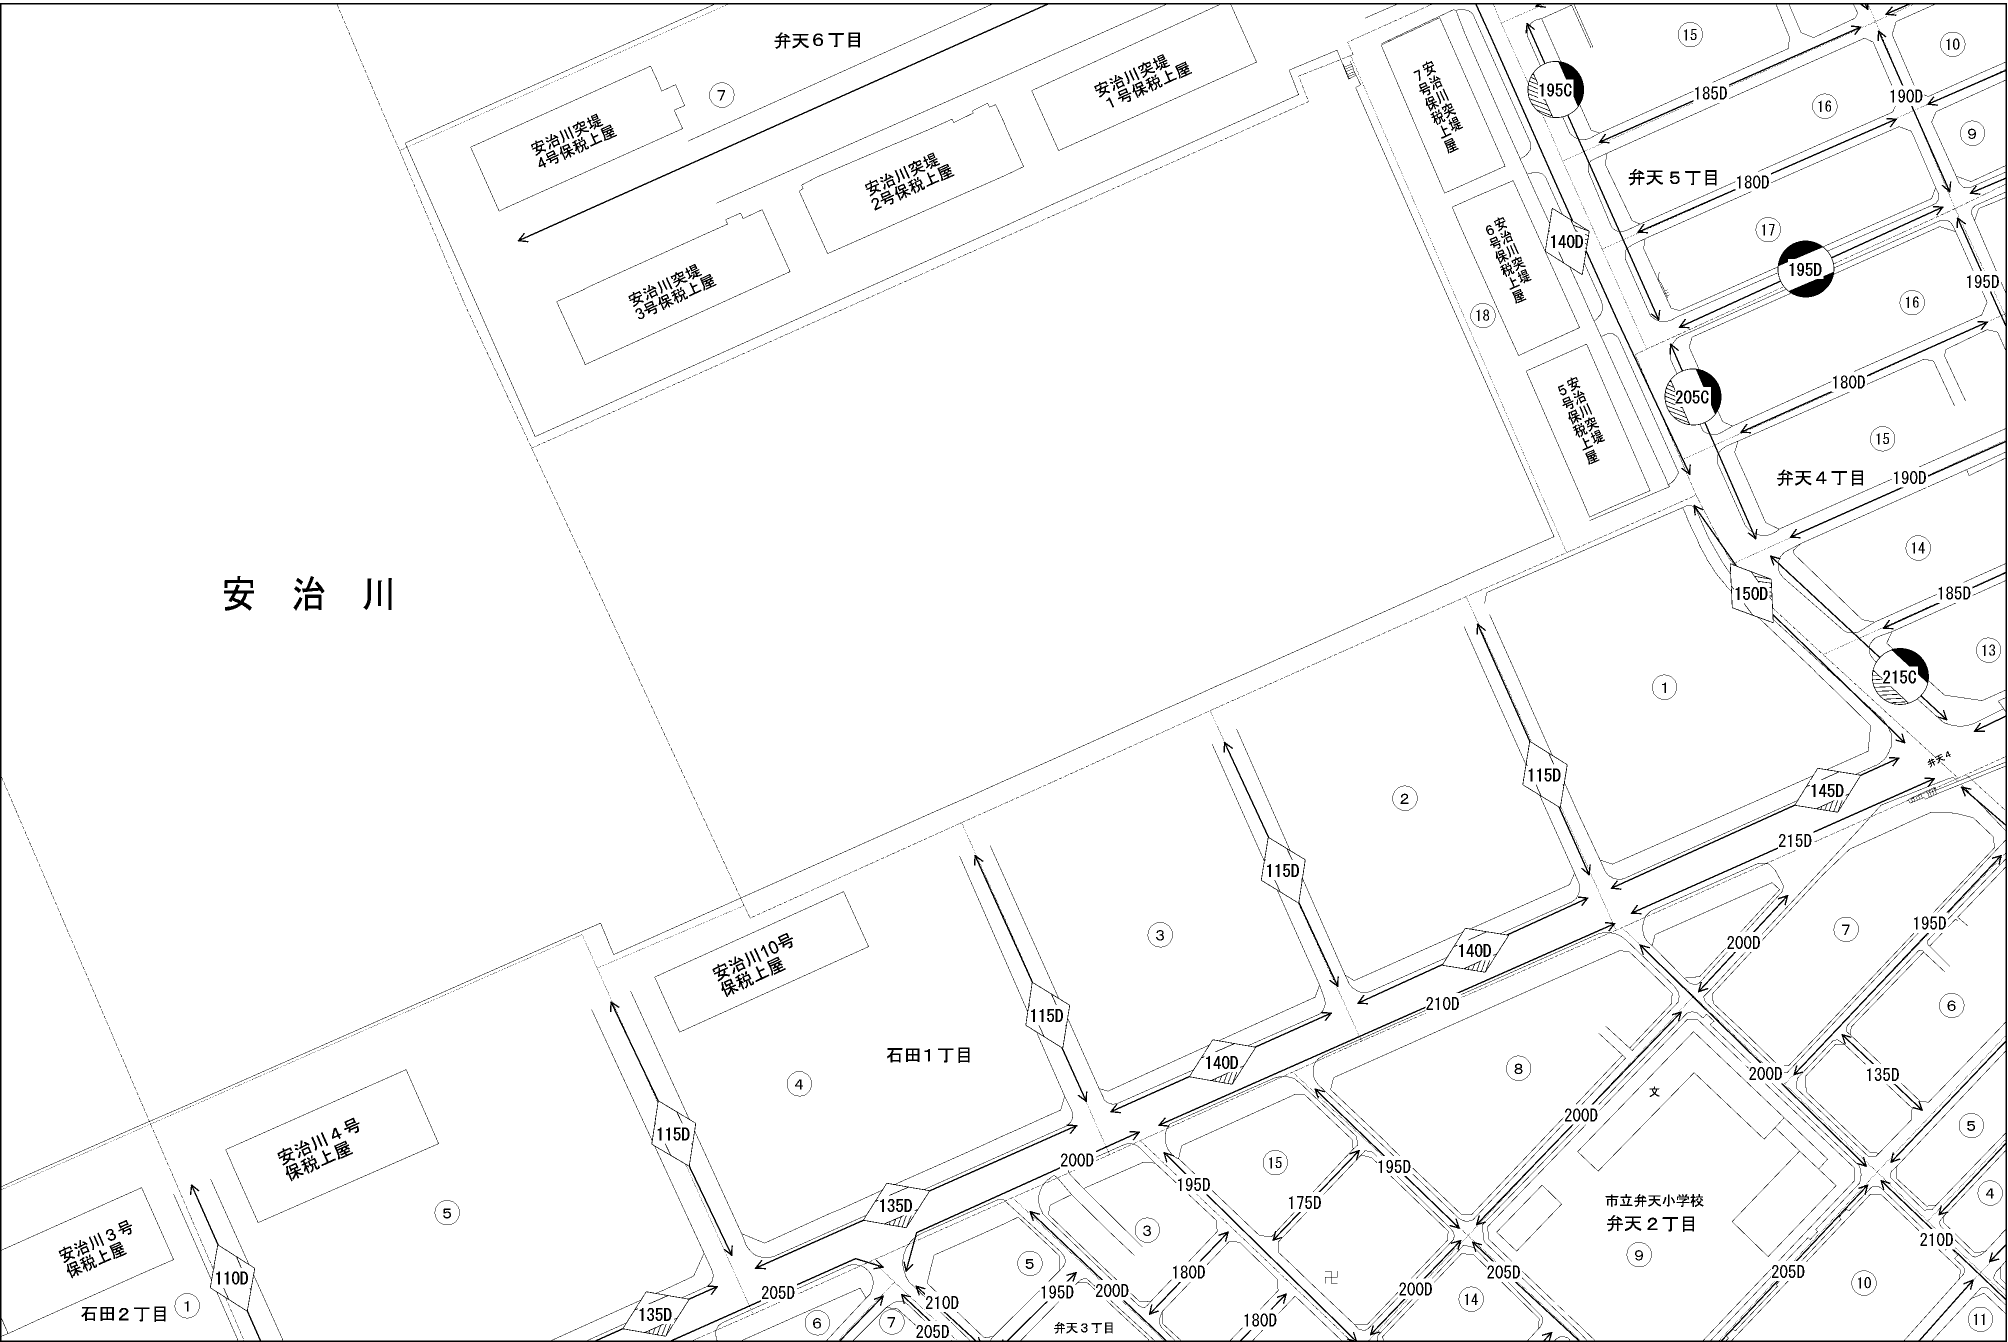 弁天６丁目
⑦
安治川突堤
４号保税上屋
安治川突堤
３号保税上屋
安治川突堤
２号保税上屋
安治川突堤
１号保税上屋
安治川突堤
７号保税上屋
安治川突堤
６号保税上屋
安治川突堤
５号保税上屋
⑱
195C
140D
⑮
⑩
185D
190D
⑯
⑨
弁天５丁目
180D
⑰
195D
195D
⑯
205C
180D
⑮
弁天４丁目
190D
⑭
150D
185D
⑬
215C
安治川
①
弁天４
115D
145D
②
215D
115D
③
140D
200D
⑦
195D
安治川10号
保税上屋
115D
210D
⑥
石田１丁目
140D
④
⑧
200D
135D
文
200D
115D
⑤
安治川４号
保税上屋
200D
⑮
195D
195D
175D
市立弁天小学校
弁天２丁目
④
135D
⑤
③
⑨
210D
安治川３号
保税上屋
110D
⑤
180D
205D
205D
⑩
石田２丁目
①
135D
205D
210D
195D
200D
200D
⑭
⑥
⑦
205D
弁天３丁目
180D
⑪